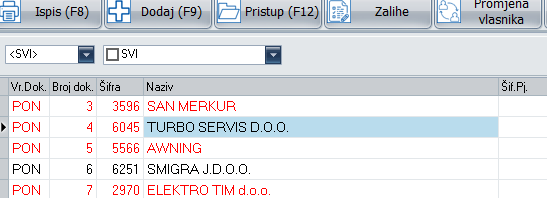 Ispis (F8) Dodaj (F9) Pristup (F12) Zalihe Promjena vlasnika
<SVI> SVI
Vr.Dok. Broj dok. Šifra Naziv Šif.Pj.
PON 3 3596 SAN MERKUR
PON 4 6045 TURBO SERVIS D.O.O.
PON 5 5566 AWNING
PON 6 6251 SMIGRA J.D.O.O.
PON 7 2970 ELEKTRO TIM d.o.o.